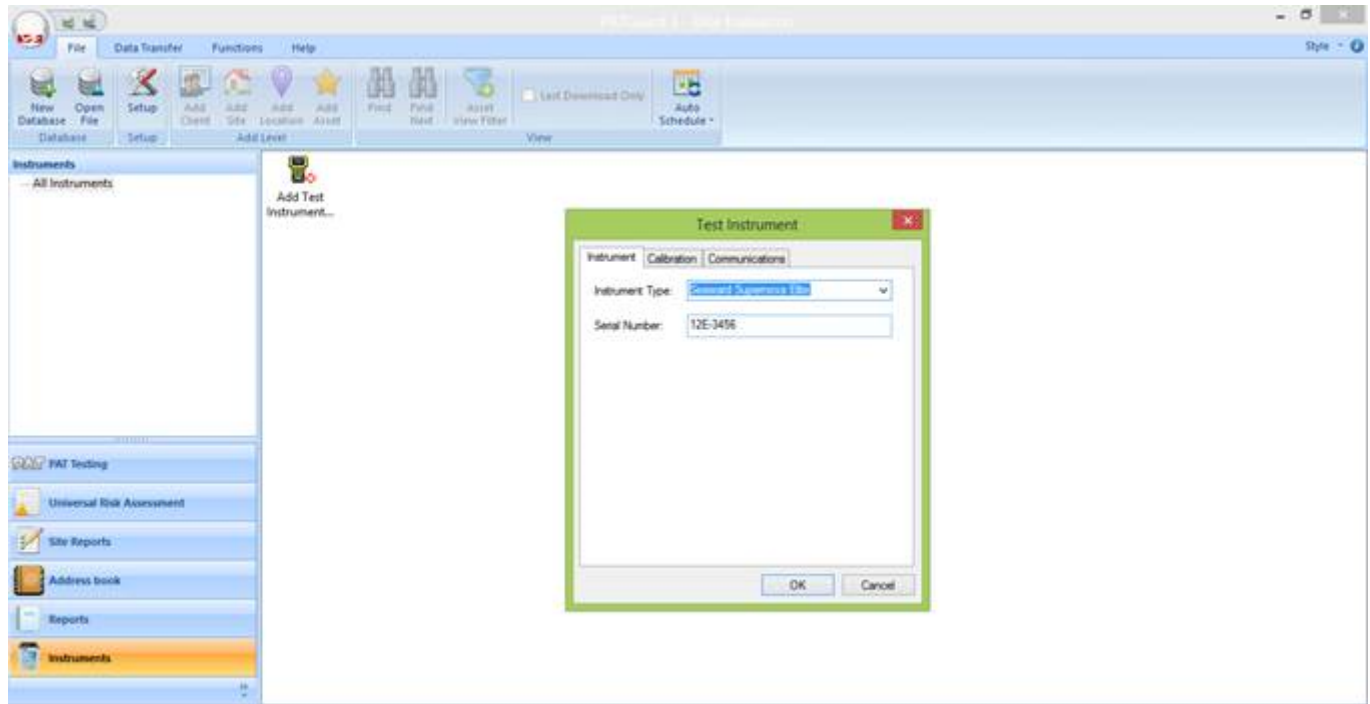 File Data Transfer Functions Help Style
New Database
Open File
Setup
Add Client
Add Site
Add Location
Add Asset
Find
Find Next
Asset View Filter
Last Download Only
Auto Schedule
Database Setup Add Level View
Instruments
All Instruments
Add Test
Instrument...
Test Instrument
Instrument Calibration Communications
Instrument Type: Seaward Supernova Elite
Serial Number: 12E-3456
OK Cancel
PAT Testing
Universal Risk Assessment
Site Reports
Address book
Reports
Instruments